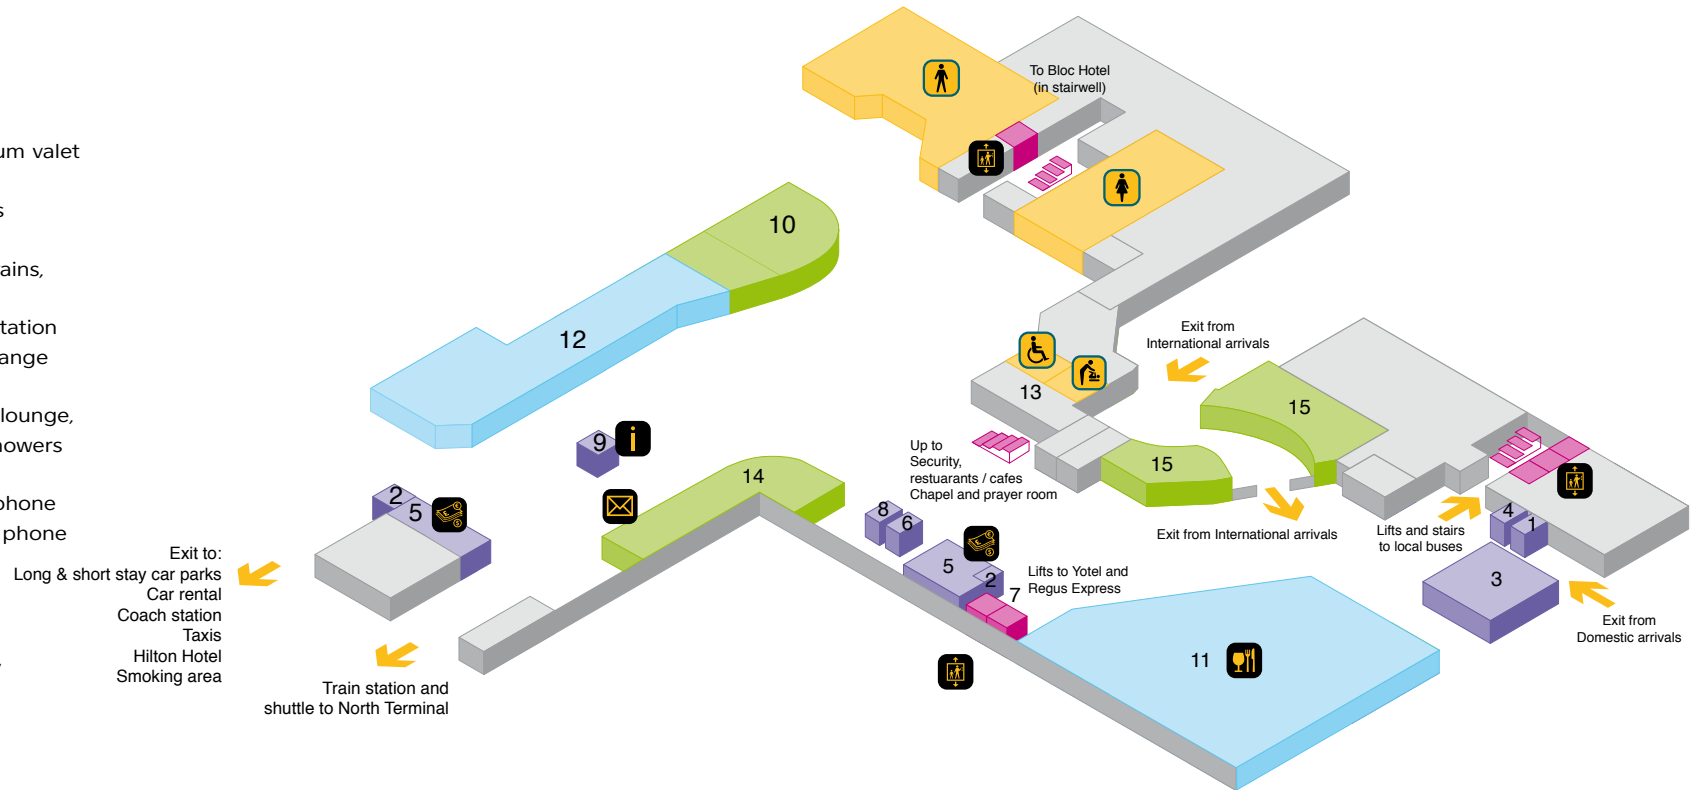 um valet
s
ains,
tation
ange
lounge,
nowers
phone
phone
Exit to:
Long & short stay car parks
Car rental
Coach station
Taxis
Hilton Hotel
Smoking area
Train station and
shuttle to North Terminal
To Bloc Hotel
(in stairwell)
10
12
9
i
2
5
14
13
Exit from
International arrivals
15
15
Up to
Security,
restuarants / cafes
Chapel and prayer room
Exit from International arrivals
Lifts and stairs
to local buses
8
6
5
2
7
Lifts to Yotel and
Regus Express
4
1
3
Exit from
Domestic arrivals
11